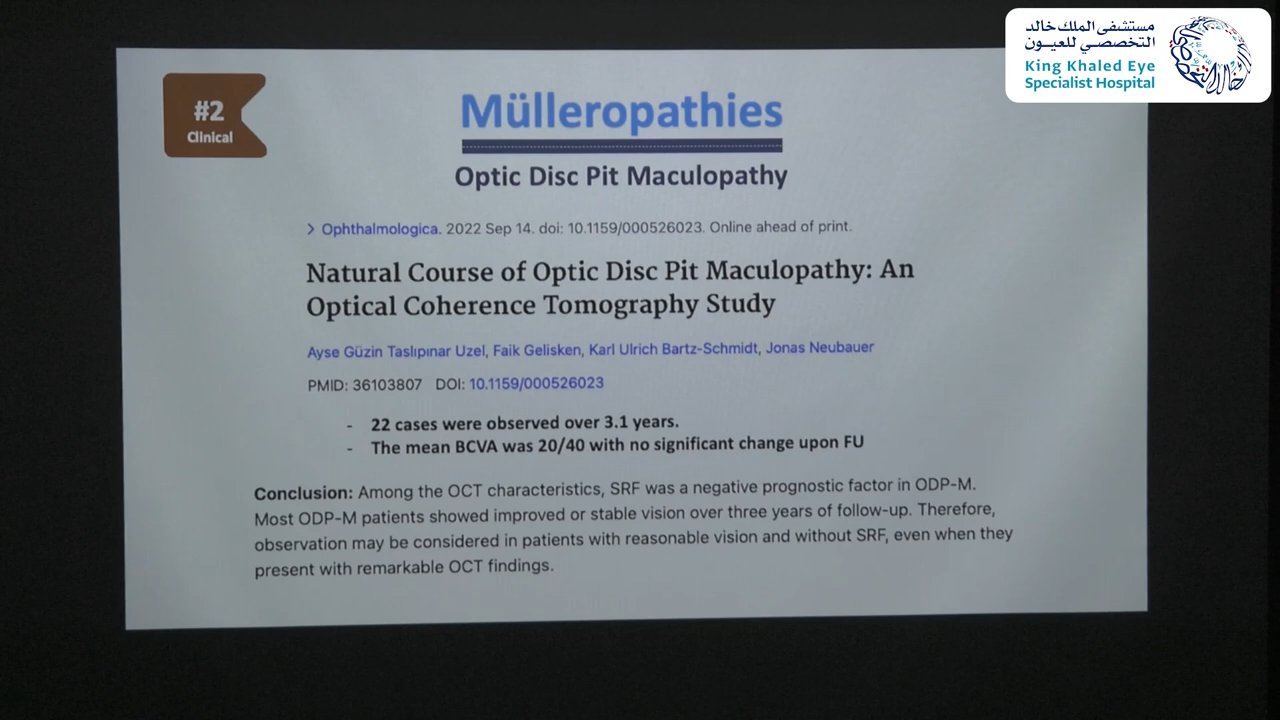 مستشفى الملك خالد
التخصصي للعيون
King Khaled Eye
Specialist Hospital
#2
Clinical
Mülleropathies
Optic Disc Pit Maculopathy
> Ophthalmologica. 2022 Sep 14. doi: 10.1159/000526023. Online ahead of print.
Natural Course of Optic Disc Pit Maculopathy: An
Optical Coherence Tomography Study
Ayse Güzin Taslıpınar Uzel, Faik Gelisken, Karl Ulrich Bartz-Schmidt, Jonas Neubauer
PMID: 36103807 DOI: 10.1159/000526023
- 22 cases were observed over 3.1 years.
- The mean BCVA was 20/40 with no significant change upon FU
Conclusion: Among the OCT characteristics, SRF was a negative prognostic factor in ODP-M.
Most ODP-M patients showed improved or stable vision over three years of follow-up. Therefore,
observation may be considered in patients with reasonable vision and without SRF, even when they
present with remarkable OCT findings.